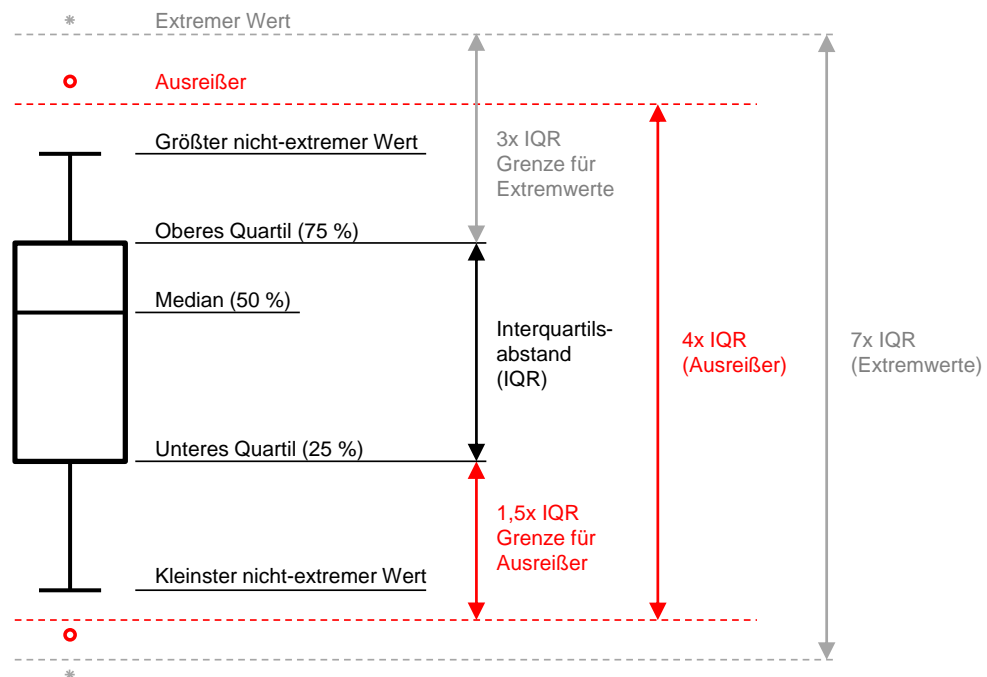 Extremer Wert
Ausreißer
Größter nicht-extremer Wert
3x IQR
Grenze für
Extremwerte
Oberes Quartil (75 %)
Median (50 %)
Interquartils-
abstand
(IQR)
4x IQR
(Ausreißer)
7x IQR
(Extremwerte)
Unteres Quartil (25 %)
1,5x IQR
Grenze für
Ausreißer
Kleinster nicht-extremer Wert